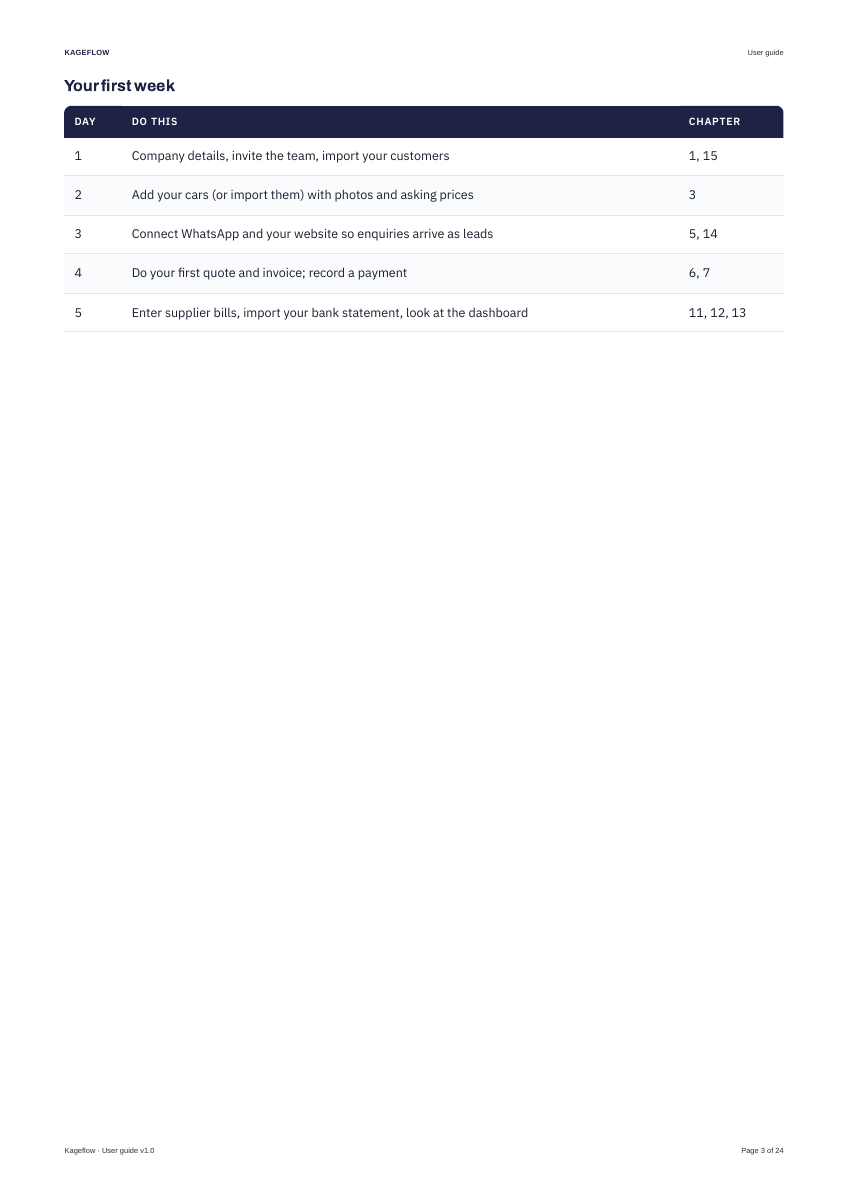 KAGEFLOW User guide
Your first week
DAY DO THIS CHAPTER
1 Company details, invite the team, import your customers 1, 15
2 Add your cars (or import them) with photos and asking prices 3
3 Connect WhatsApp and your website so enquiries arrive as leads 5, 14
4 Do your first quote and invoice; record a payment 6, 7
5 Enter supplier bills, import your bank statement, look at the dashboard 11, 12, 13
Kageflow · User guide v1.0 Page 3 of 24